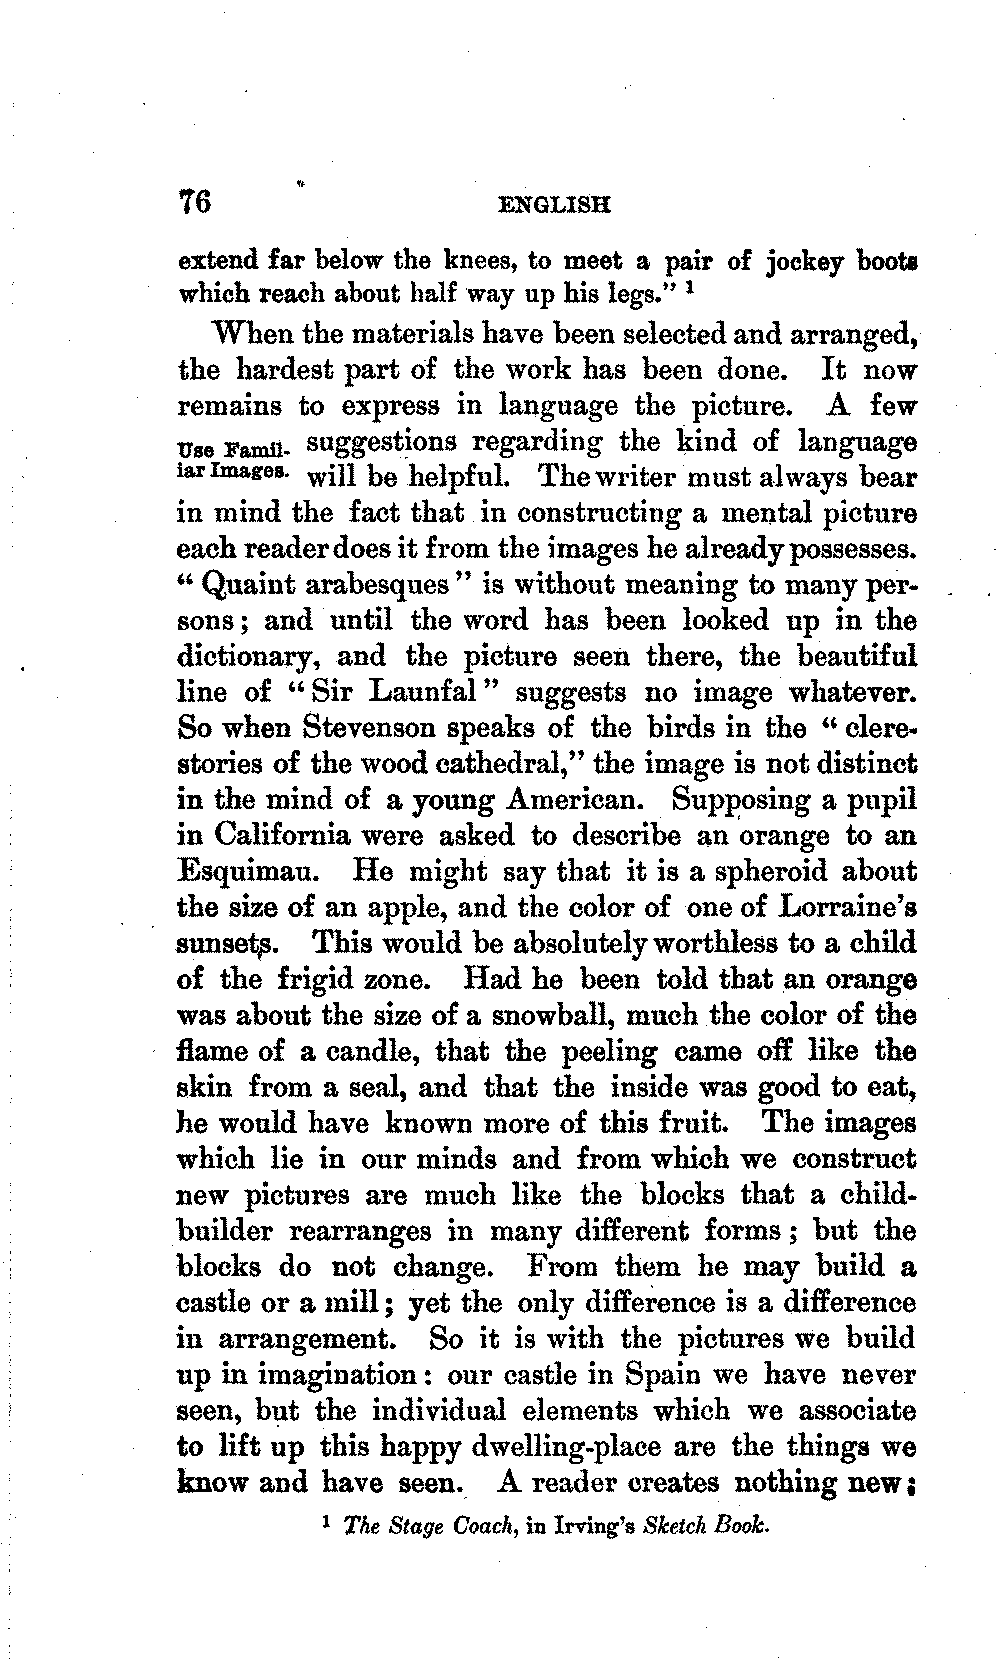 76 ENGLISH
extend far below the knees, to meet a pair of jockey boots
which reach about half way up his legs." 1
When the materials have been selected and arranged,
the hardest part of the work has been done. It now
remains to express in language the picture. A few
Use Famil- suggestions regarding the kind of language
iar Images. will be helpful. The writer must always bear
in mind the fact that in constructing a mental picture
each reader does it from the images he already possesses.
"Quaint arabesques" is without meaning to many per-
sons; and until the word has been looked up in the
dictionary, and the picture seen there, the beautiful
line of "Sir Launfal" suggests no image whatever.
So when Stevenson speaks of the birds in the "clere-
stories of the wood cathedral," the image is not distinct
in the mind of a young American. Supposing a pupil
in California were asked to describe an orange to an
Esquimau. He might say that it is a spheroid about
the size of an apple, and the color of one of Lorraine's
sunsets. This would be absolutely worthless to a child
of the frigid zone. Had he been told that an orange
was about the size of a snowball, much the color of the
flame of a candle, that the peeling came off like the
skin from a seal, and that the inside was good to eat,
he would have known more of this fruit. The images
which lie in our minds and from which we construct
new pictures are much like the blocks that a child-
builder rearranges in many different forms; but the
blocks do not change. From them he may build a
castle or a mill; yet the only difference is a difference
in arrangement. So it is with the pictures we build
up in imagination: our castle in Spain we have never
seen, but the individual elements which we associate
to lift up this happy dwelling-place are the things we
know and have seen. A reader creates nothing new;
1 The Stage Coach, in Irving's Sketch Book.